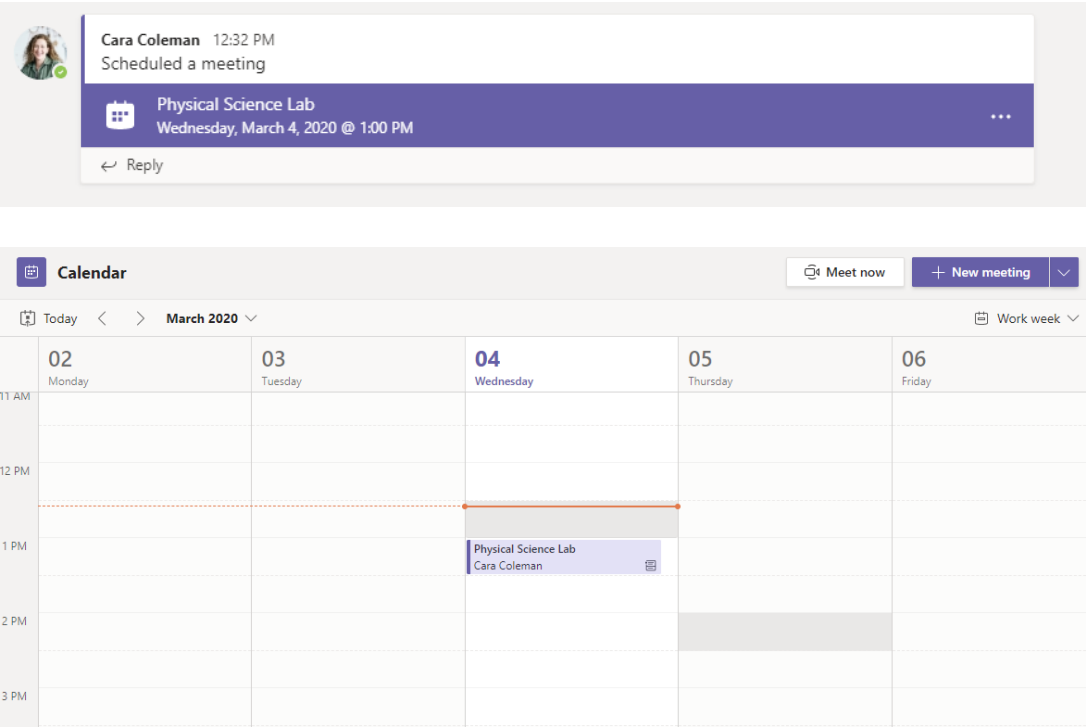 Cara Coleman 12:32 PM
Scheduled a meeting
Physical Science Lab
Wednesday, March 4, 2020 @ 1:00 PM
Reply
Calendar
Meet now
New meeting
Today
March 2020
Work week
02
Monday
03
Tuesday
04
Wednesday
05
Thursday
06
Friday
11 AM
12 PM
1 PM
Physical Science Lab
Cara Coleman
2 PM
3 PM